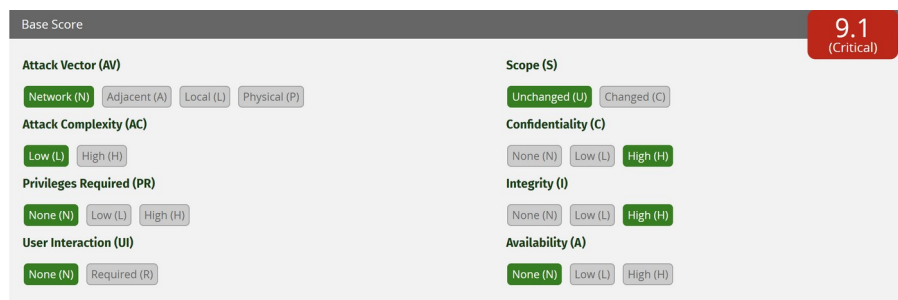 Base Score
9.1
(Critical)
Attack Vector (AV)
Network (N) Adjacent (A) Local (L) Physical (P)
Attack Complexity (AC)
Low (L) High (H)
Privileges Required (PR)
None (N) Low (L) High (H)
User Interaction (UI)
None (N) Required (R)
Scope (S)
Unchanged (U) Changed (C)
Confidentiality (C)
None (N) Low (L) High (H)
Integrity (I)
None (N) Low (L) High (H)
Availability (A)
None (N) Low (L) High (H)